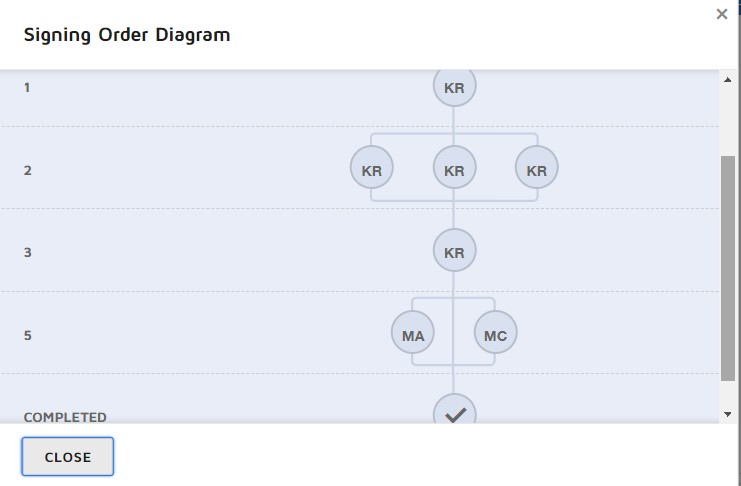 Signing Order Diagram
1
KR
2
KR KR KR
3
KR
5
MA MC
COMPLETED
CLOSE